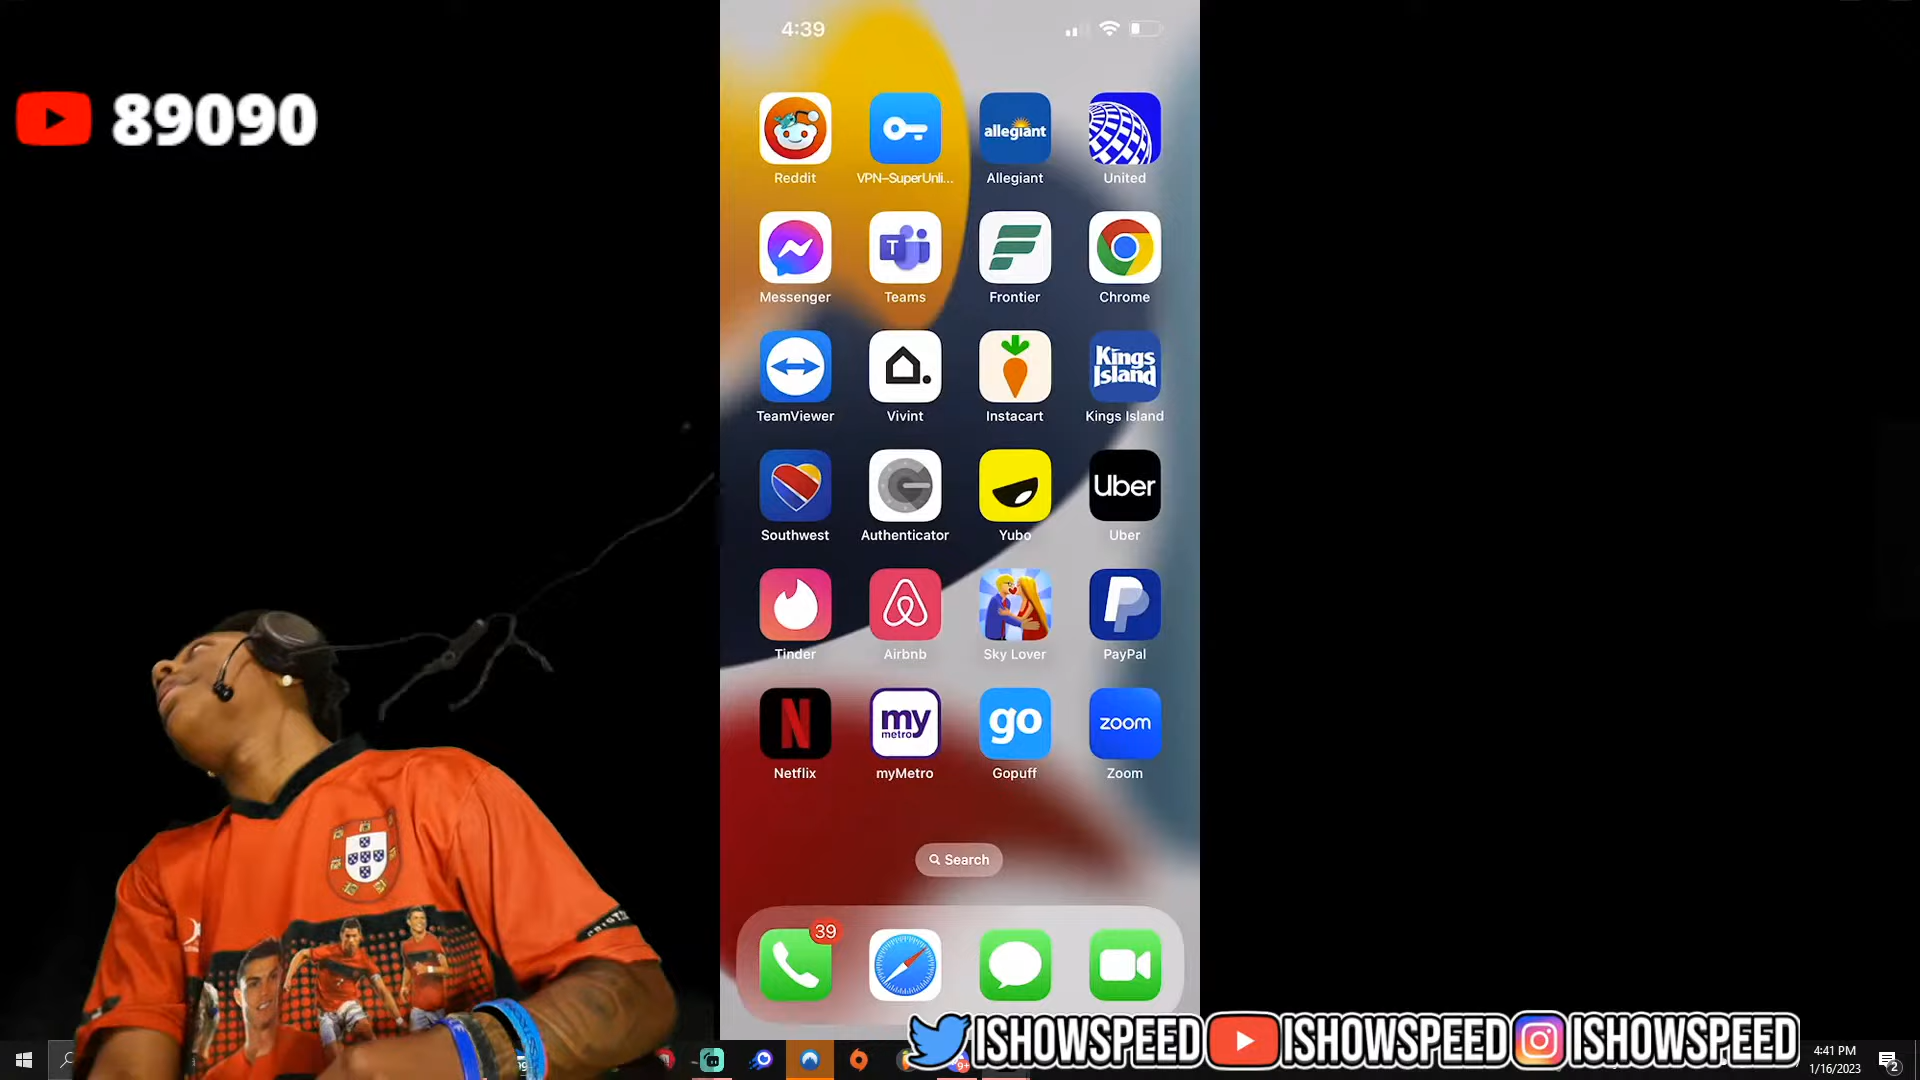 4:39
89090
allegiant
Reddit VPN-SuperUnli... Allegiant United
T
Messenger Teams Frontier Chrome
Kings Island
TeamViewer Vivint Instacart Kings Island
Uber
Southwest Authenticator Yubo Uber
Tinder Airbnb Sky Lover PayPal
N my metro go zoom
Netflix myMetro Gopuff Zoom
Search
39
ISHOWSPEED ISHOWSPEED ISHOWSPEED
4:41 PM
1/16/2023
2